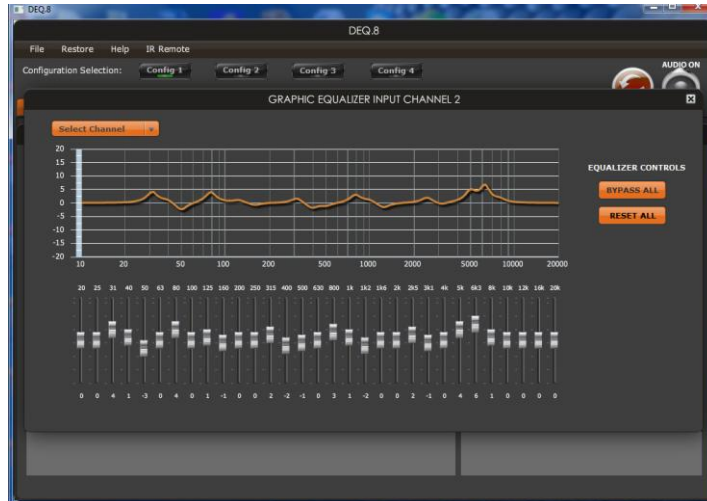 DEQ.8
DEQ.8
File Restore Help IR Remote
Configuration Selection: Config 1 Config 2 Config 3 Config 4
AUDIO ON
GRAPHIC EQUALIZER INPUT CHANNEL 2
Select Channel
20
15
10
5
0
-5
-10
-15
-20
10 20 50 100 200 500 1000 2000 5000 10000 20000
EQUALIZER CONTROLS
BYPASS ALL
RESET ALL
20 25 31 40 50 63 80 100 125 160 200 250 315 400 500 630 800 1k 1k2 1k6 2k 2k5 3k1 4k 5k 6k3 8k 10k 12k 16k 20k
0 0 4 1 -3 0 4 0 1 -1 0 0 2 -2 -1 0 3 1 -2 0 0 2 -1 0 4 6 1 0 0 0 0